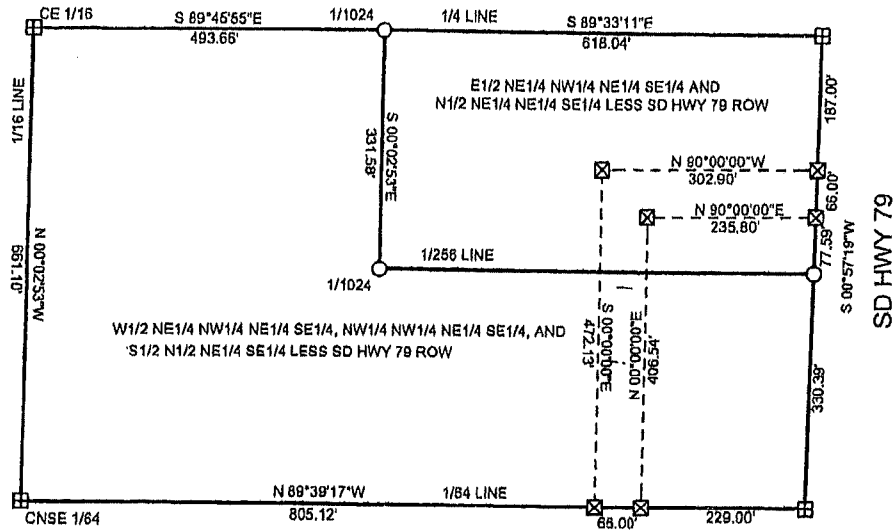 CE 1/16
S 89°45'55"E
493.66'
1/1024
1/4 LINE
S 89°33'11"E
618.04'
1/16 LINE
E1/2 NE1/4 NW1/4 NE1/4 SE1/4 AND
N1/2 NE1/4 NE1/4 SE1/4 LESS SD HWY 79 ROW
187.00'
S 00°02'53"E
331.58'
N 90°00'00"W
302.90'
66.00'
N 90°00'00"E
235.80'
77.59'
S 00°57'19"W
SD HWY 79
N 00°02'53"W
661.10'
1/256 LINE
1/1024
W1/2 NE1/4 NW1/4 NE1/4 SE1/4, NW1/4 NW1/4 NE1/4 SE1/4, AND
S1/2 N1/2 NE1/4 SE1/4 LESS SD HWY 79 ROW
S 00°00'00"E
472.13'
N 00°00'00"E
406.54'
330.39'
N 89°39'17"W
805.12'
1/64 LINE
CNSE 1/64
66.00'
229.00'